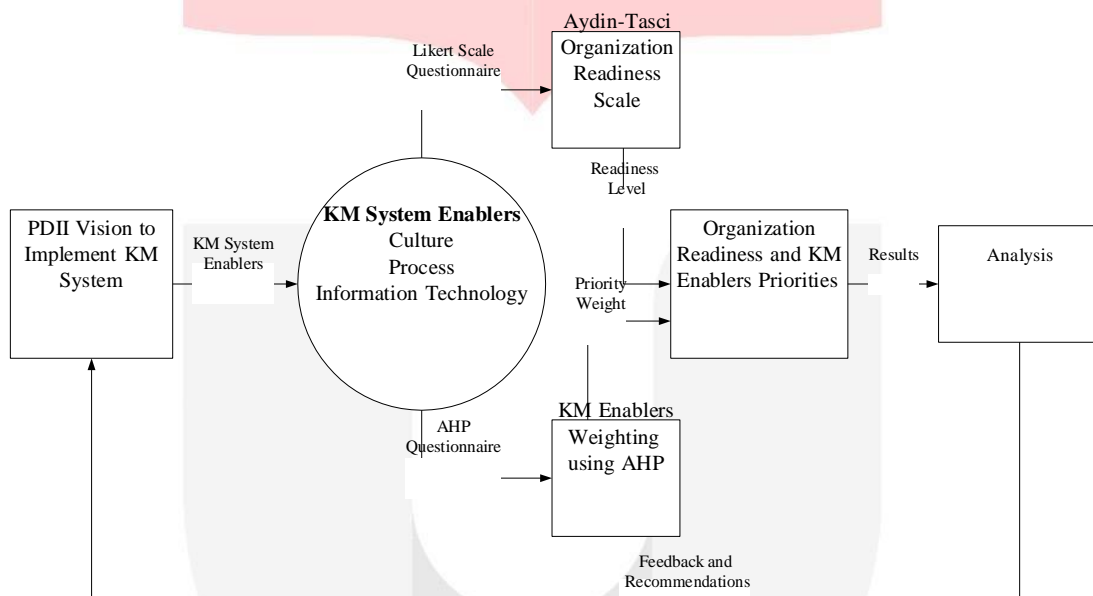 Aydin-Tasci
Organization
Readiness
Scale
Likert Scale
Questionnaire
Readiness
Level
PDII Vision to
Implement KM
System
KM System
Enablers
KM System Enablers
Culture
Process
Information Technology
Priority
Weight
Organization
Readiness and KM
Enablers Priorities
Results
Analysis
AHP
Questionnaire
KM Enablers
Weighting
using AHP
Feedback and
Recommendations